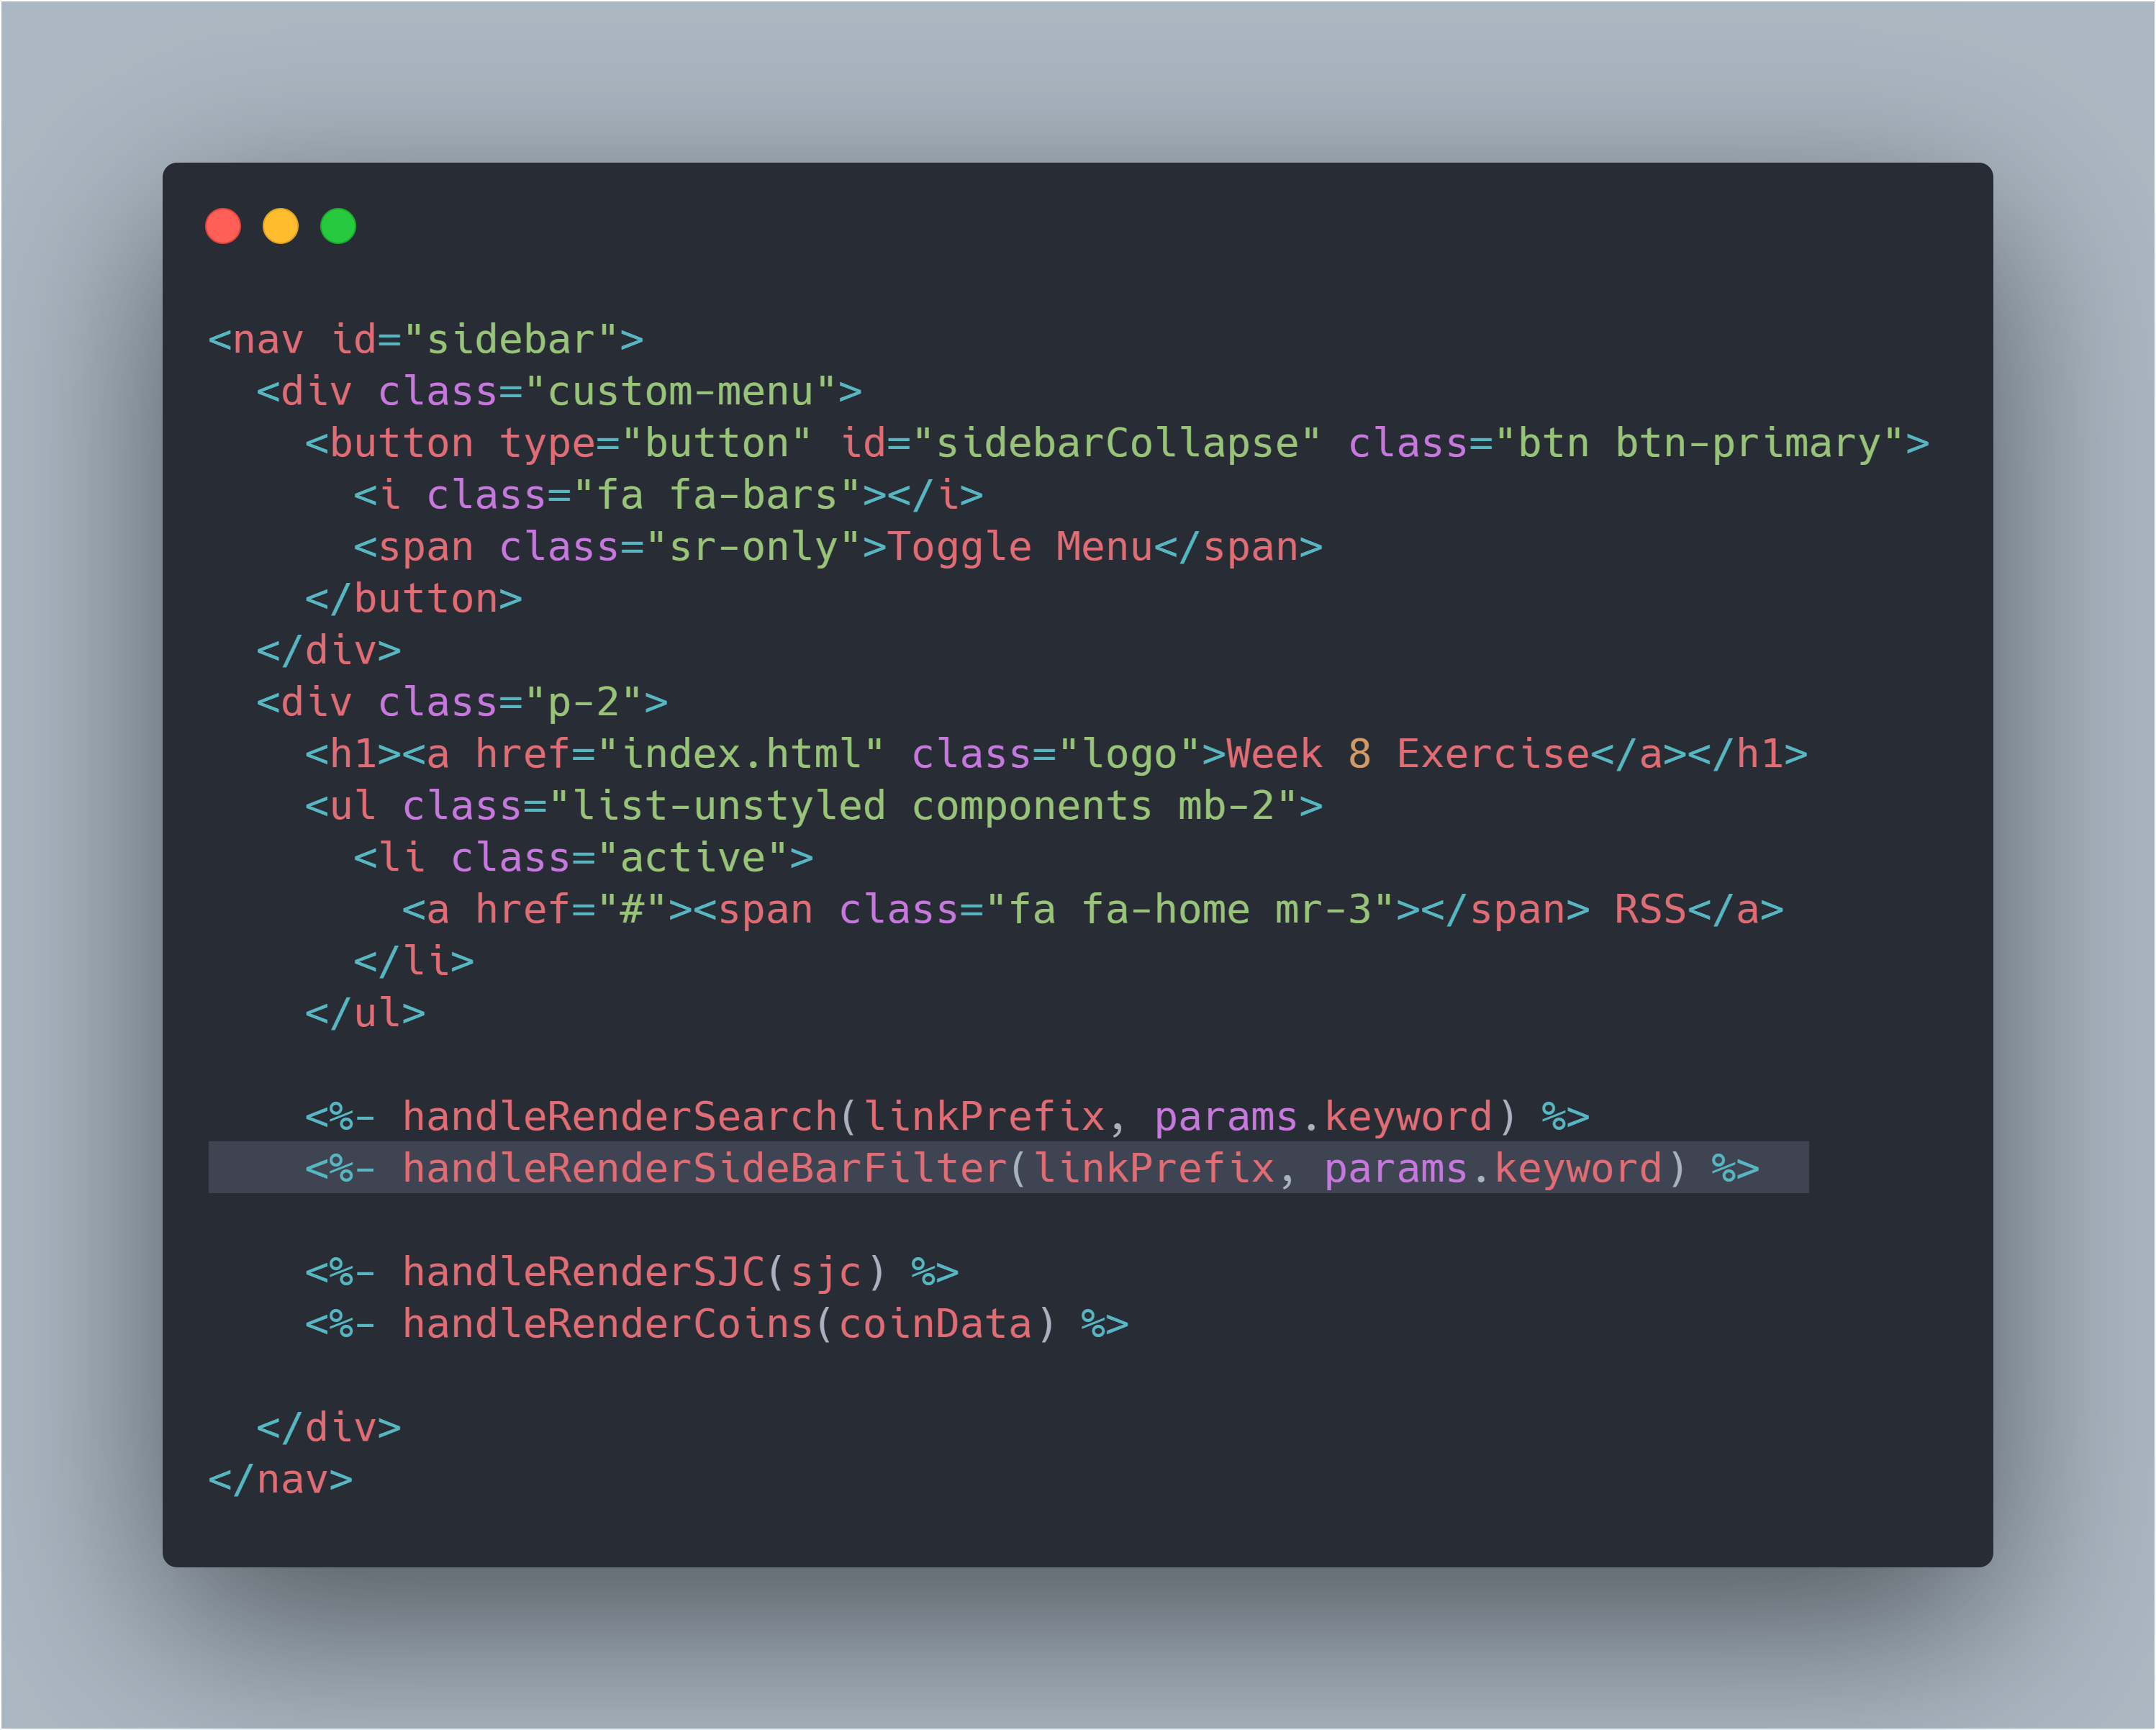 <nav id="sidebar">
  <div class="custom-menu">
    <button type="button" id="sidebarCollapse" class="btn btn-primary">
      <i class="fa fa-bars"></i>
      <span class="sr-only">Toggle Menu</span>
    </button>
  </div>
  <div class="p-2">
    <h1><a href="index.html" class="logo">Week 8 Exercise</a></h1>
    <ul class="list-unstyled components mb-2">
      <li class="active">
        <a href="#"><span class="fa fa-home mr-3"></span> RSS</a>
      </li>
    </ul>

    <%- handleRenderSearch(linkPrefix, params.keyword) %>
    <%- handleRenderSideBarFilter(linkPrefix, params.keyword) %>

    <%- handleRenderSJC(sjc) %>
    <%- handleRenderCoins(coinData) %>

  </div>
</nav>